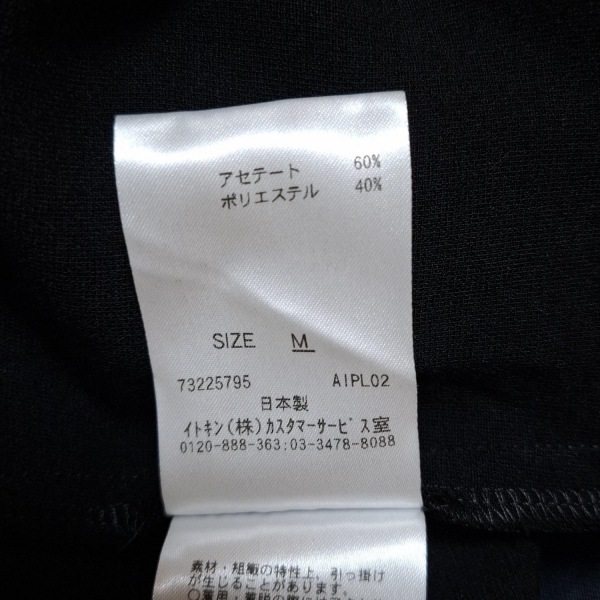 アセテート 60%
ポリエステル 40%
SIZE M
73225795 AIPL02
日本製
イトキン(株)カスタマーサービス室
0120-888-363:03-3478-8088
素材・組織の特性上、引っ掛け
が生じることがあります。